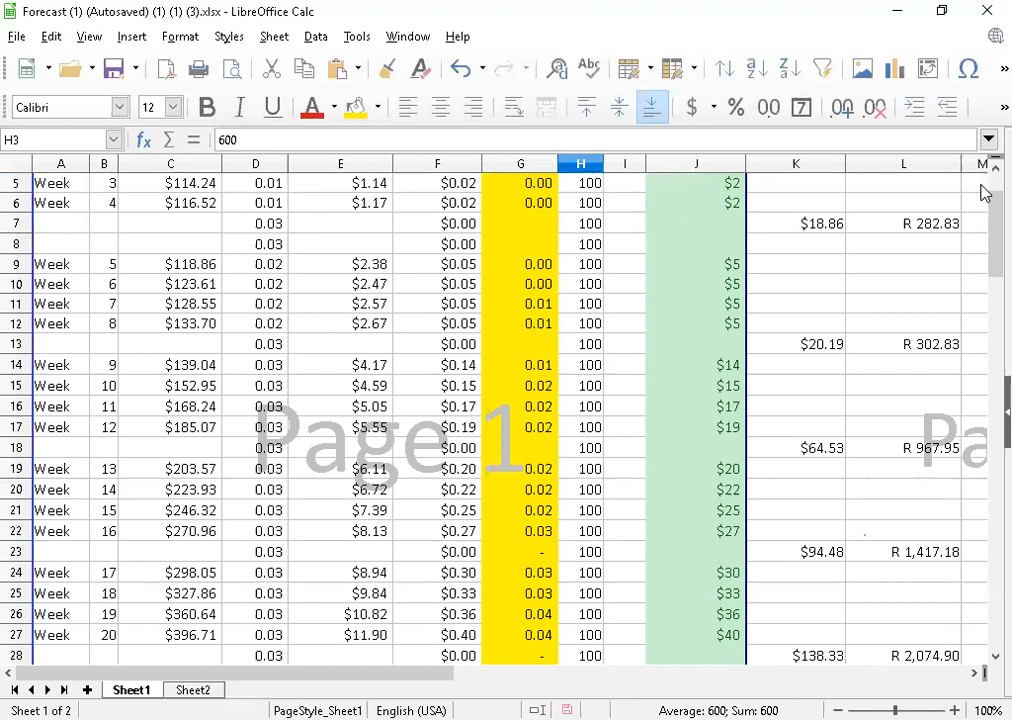 Forecast (1) (Autosaved) (1) (1) (3).xlsx - LibreOffice Calc
File Edit View Insert Format Styles Sheet Data Tools Window Help
Calibri 12
H3 600
A B C D E F G H I J K L M
5 Week 3 $114.24 0.01 $1.14 $0.02 0.00 100 $2
6 Week 4 $116.52 0.01 $1.17 $0.02 0.00 100 $2
7 0.03 $0.00 100 $18.86 R 282.83
8 0.03 $0.00 100
9 Week 5 $118.86 0.02 $2.38 $0.05 0.00 100 $5
10 Week 6 $123.61 0.02 $2.47 $0.05 0.00 100 $5
11 Week 7 $128.55 0.02 $2.57 $0.05 0.01 100 $5
12 Week 8 $133.70 0.02 $2.67 $0.05 0.01 100 $5
13 0.03 $0.00 100 $20.19 R 302.83
14 Week 9 $139.04 0.03 $4.17 $0.14 0.01 100 $14
15 Week 10 $152.95 0.03 $4.59 $0.15 0.02 100 $15
16 Week 11 $168.24 0.03 $5.05 $0.17 0.02 100 $17
17 Week 12 $185.07 0.03 $5.55 $0.19 0.02 100 $19
Page 1 Pa
18 0.03 $0.00 100 $64.53 R 967.95
19 Week 13 $203.57 0.03 $6.11 $0.20 0.02 100 $20
20 Week 14 $223.93 0.03 $6.72 $0.22 0.02 100 $22
21 Week 15 $246.32 0.03 $7.39 $0.25 0.02 100 $25
22 Week 16 $270.96 0.03 $8.13 $0.27 0.03 100 $27
23 0.03 $0.00 - 100 $94.48 R 1,417.18
24 Week 17 $298.05 0.03 $8.94 $0.30 0.03 100 $30
25 Week 18 $327.86 0.03 $9.84 $0.33 0.03 100 $33
26 Week 19 $360.64 0.03 $10.82 $0.36 0.04 100 $36
27 Week 20 $396.71 0.03 $11.90 $0.40 0.04 100 $40
28 0.03 $0.00 - 100 $138.33 R 2,074.90
Sheet1 Sheet2
Sheet 1 of 2 PageStyle_Sheet1 English (USA) Average: 600; Sum: 600 100%